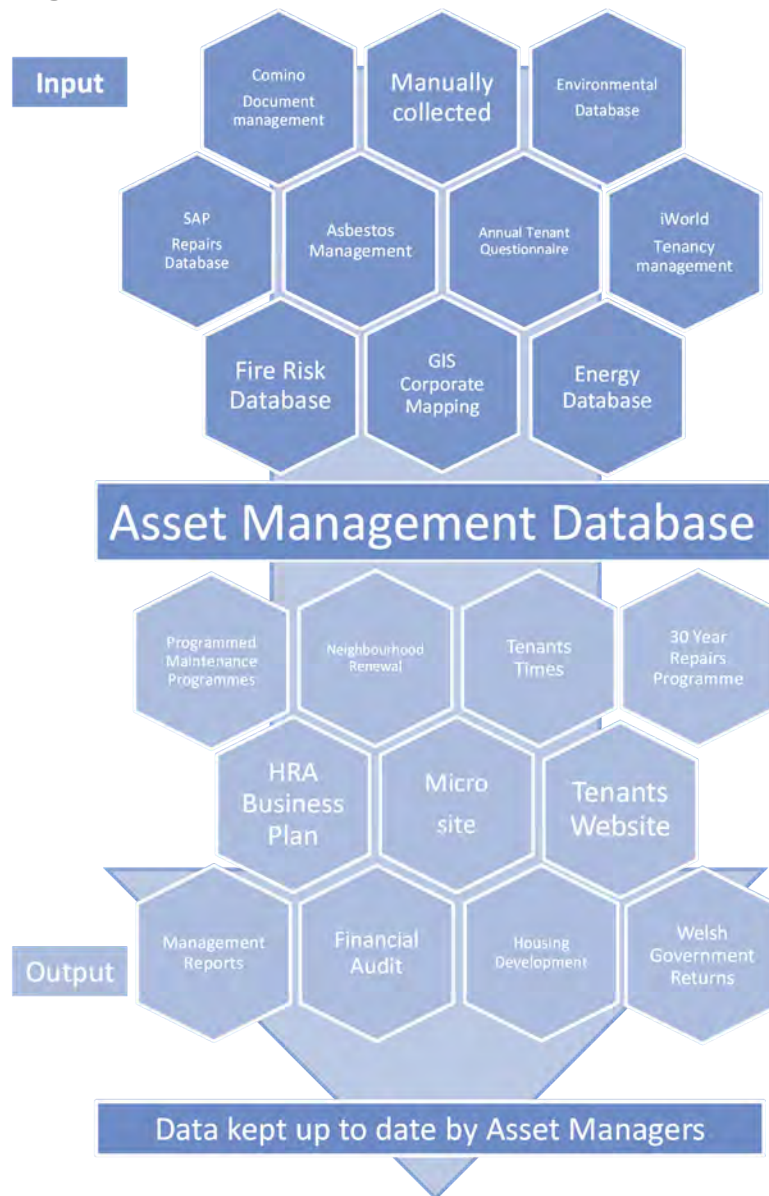 Input
Comino
Document
management
Manually
collected
Environmental
Database
SAP
Repairs
Database
Asbestos
Management
Annual Tenant
Questionnaire
iWorld
Tenancy
management
Fire Risk
Database
GIS
Corporate
Mapping
Energy
Database
Asset Management Database
Programmed
Maintenance
Programmes
Neighbourhood
Renewal
Tenants
Times
30 Year
Repairs
Programme
HRA
Business
Plan
Micro
site
Tenants
Website
Output
Management
Reports
Financial
Audit
Housing
Development
Welsh
Government
Returns
Data kept up to date by Asset Managers